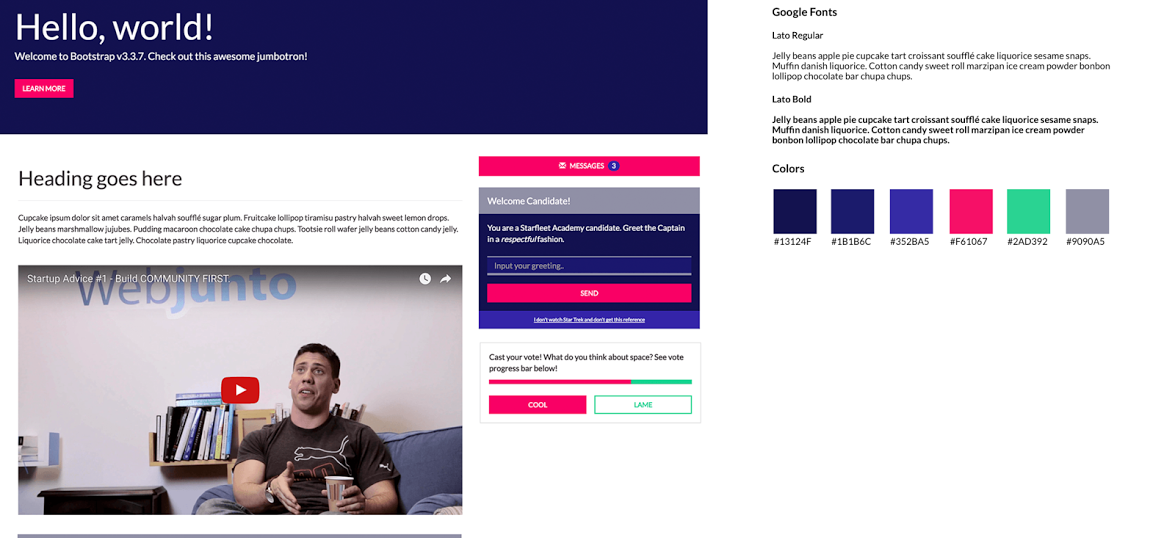 Hello, world!
Welcome to Bootstrap v3.3.7. Check out this awesome jumbotron!
LEARN MORE
Heading goes here
Cupcake ipsum dolor sit amet caramels halvah soufflé sugar plum. Fruitcake lollipop tiramisu pastry halvah sweet lemon drops.
Jelly beans marshmallow jujubes. Pudding macaroon chocolate cake chupa chups. Tootsie roll wafer jelly beans cotton candy jelly.
Liquorice chocolate cake tart jelly. Chocolate pastry liquorice cupcake chocolate.
Startup Advice #1 - Build COMMUNITY FIRST.
Webjunto
MESSAGES 3
Welcome Candidate!
You are a Starfleet Academy candidate. Greet the Captain
in a respectful fashion.
Input your greeting..
SEND
I don't watch Star Trek and don't get this reference
Cast your vote! What do you think about space? See vote
progress bar below!
COOL
LAME
Google Fonts
Lato Regular
Jelly beans apple pie cupcake tart croissant soufflé cake liquorice sesame snaps.
Muffin danish liquorice. Cotton candy sweet roll marzipan ice cream powder bonbon
lollipop chocolate bar chupa chups.
Lato Bold
Jelly beans apple pie cupcake tart croissant soufflé cake liquorice sesame snaps.
Muffin danish liquorice. Cotton candy sweet roll marzipan ice cream powder
bonbon lollipop chocolate bar chupa chups.
Colors
#13124F #1B1B6C #352BA5 #F61067 #2AD392 #9090A5